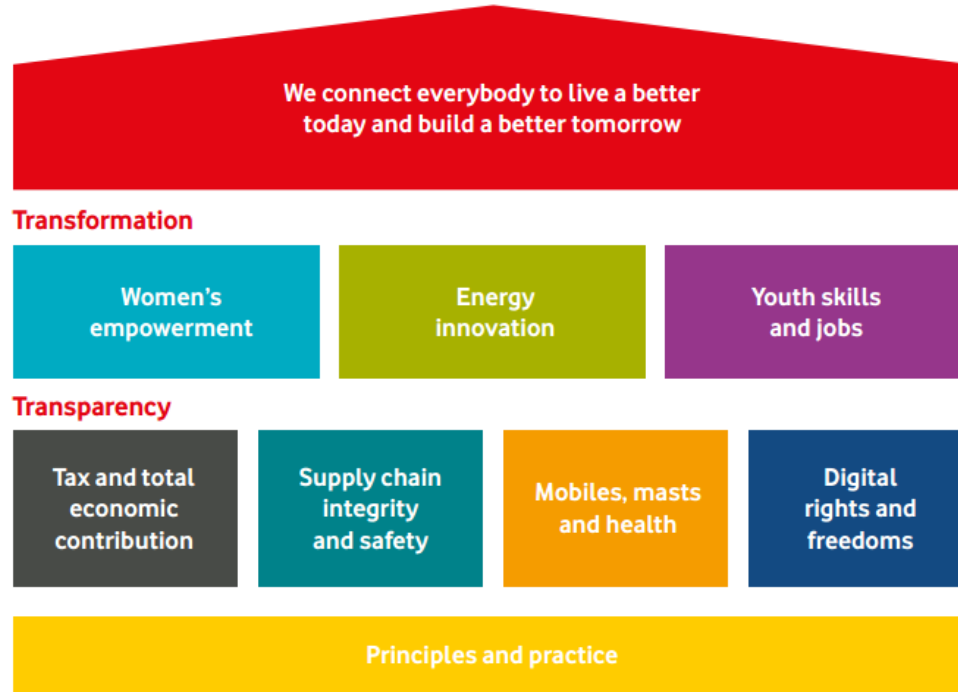 We connect everybody to live a better
today and build a better tomorrow
Transformation
Women’s
empowerment
Energy
innovation
Youth skills
and jobs
Transparency
Tax and total
economic
contribution
Supply chain
integrity
and safety
Mobiles, masts
and health
Digital
rights and
freedoms
Principles and practice